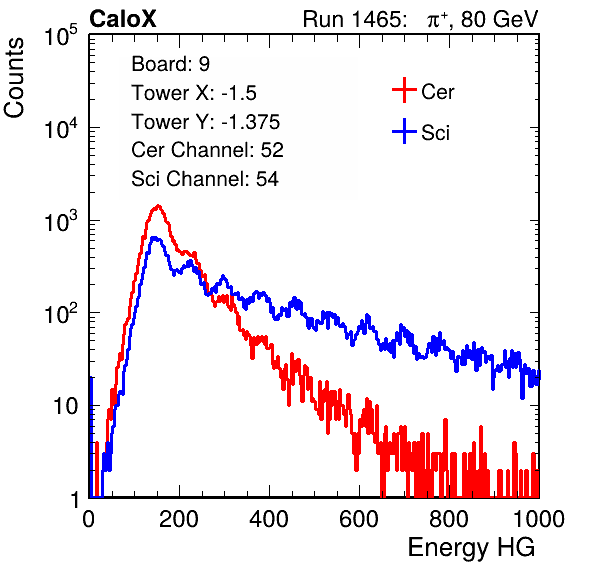 CaloX Run 1465: π⁺, 80 GeV
Counts
10⁵
10⁴
10³
10²
10
1
Board: 9
Tower X: -1.5
Tower Y: -1.375
Cer Channel: 52
Sci Channel: 54
Cer
Sci
0 200 400 600 800 1000
Energy HG